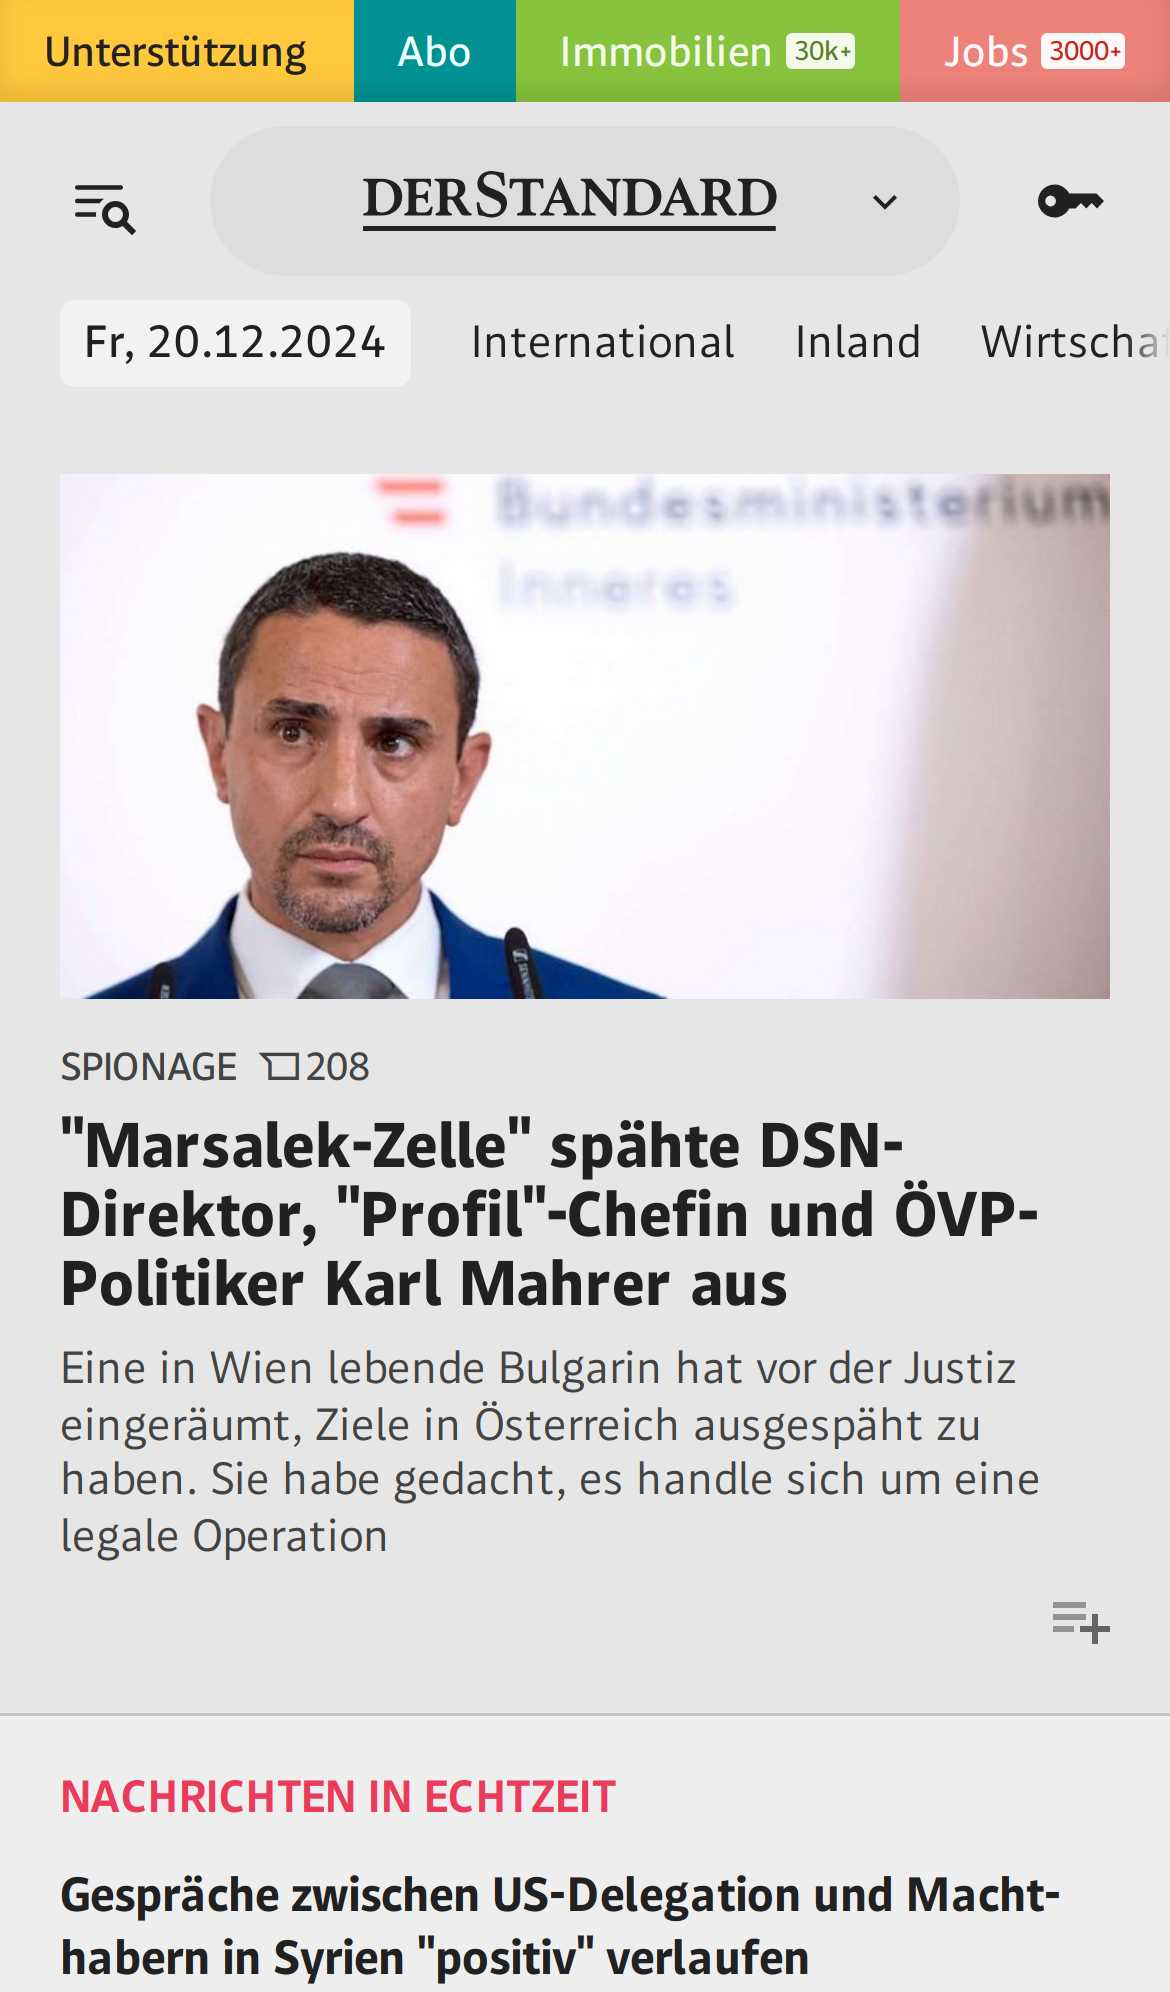 Unterstützung Abo Immobilien 30k+ Jobs 3000+
DERSTANDARD
Fr, 20.12.2024 International Inland Wirtscha
Bundesministerium
Inneres
SPIONAGE 208
"Marsalek-Zelle" spähte DSN-
Direktor, "Profil"-Chefin und ÖVP-
Politiker Karl Mahrer aus
Eine in Wien lebende Bulgarin hat vor der Justiz
eingeräumt, Ziele in Österreich ausgespäht zu
haben. Sie habe gedacht, es handle sich um eine
legale Operation
NACHRICHTEN IN ECHTZEIT
Gespräche zwischen US-Delegation und Macht-
habern in Syrien "positiv" verlaufen